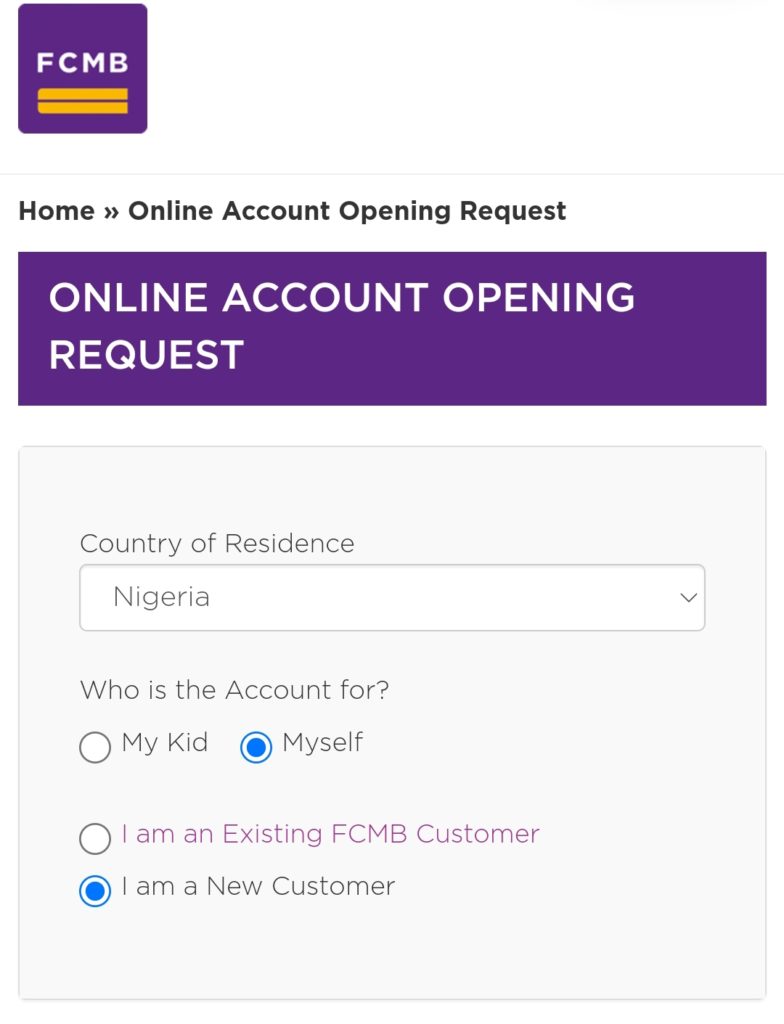 FCMB
Home » Online Account Opening Request
ONLINE ACCOUNT OPENING
REQUEST
Country of Residence
Nigeria
Who is the Account for?
My Kid Myself
I am an Existing FCMB Customer
I am a New Customer